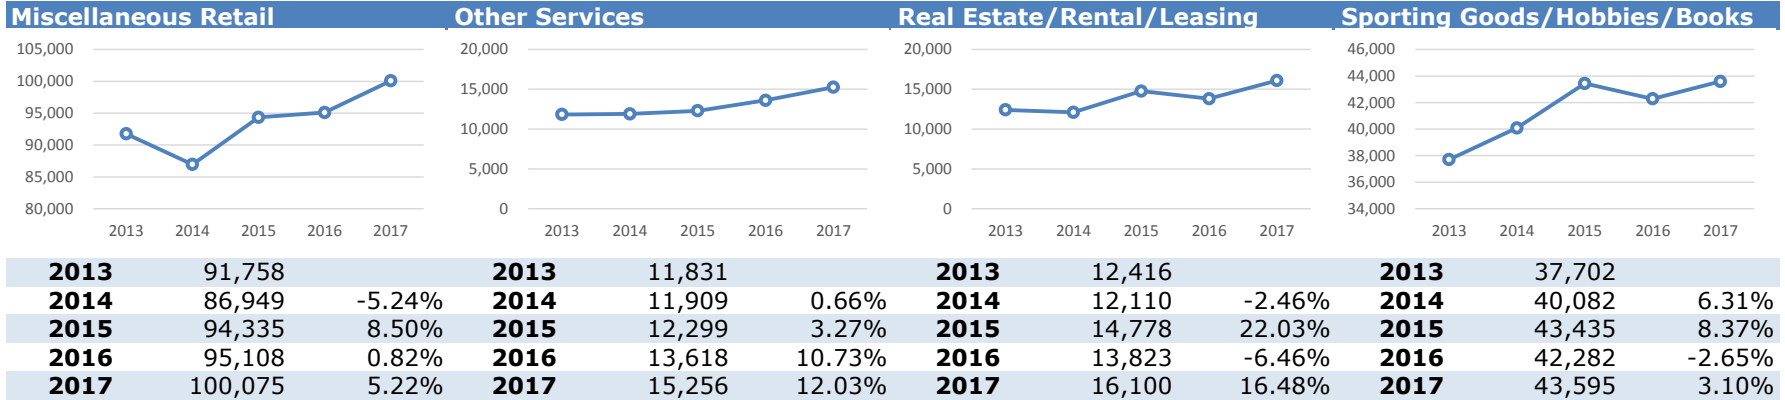 Miscellaneous Retail Other Services Real Estate/Rental/Leasing Sporting Goods/Hobbies/Books
105,000 20,000 20,000 46,000
100,000 15,000 15,000 44,000
95,000 10,000 10,000 42,000
90,000 5,000 5,000 40,000
85,000 0 0 38,000
80,000 36,000
34,000
2013 2014 2015 2016 2017 2013 2014 2015 2016 2017 2013 2014 2015 2016 2017 2013 2014 2015 2016 2017
2013 91,758 2013 11,831 2013 12,416 2013 37,702
2014 86,949 -5.24% 2014 11,909 0.66% 2014 12,110 -2.46% 2014 40,082 6.31%
2015 94,335 8.50% 2015 12,299 3.27% 2015 14,778 22.03% 2015 43,435 8.37%
2016 95,108 0.82% 2016 13,618 10.73% 2016 13,823 -6.46% 2016 42,282 -2.65%
2017 100,075 5.22% 2017 15,256 12.03% 2017 16,100 16.48% 2017 43,595 3.10%